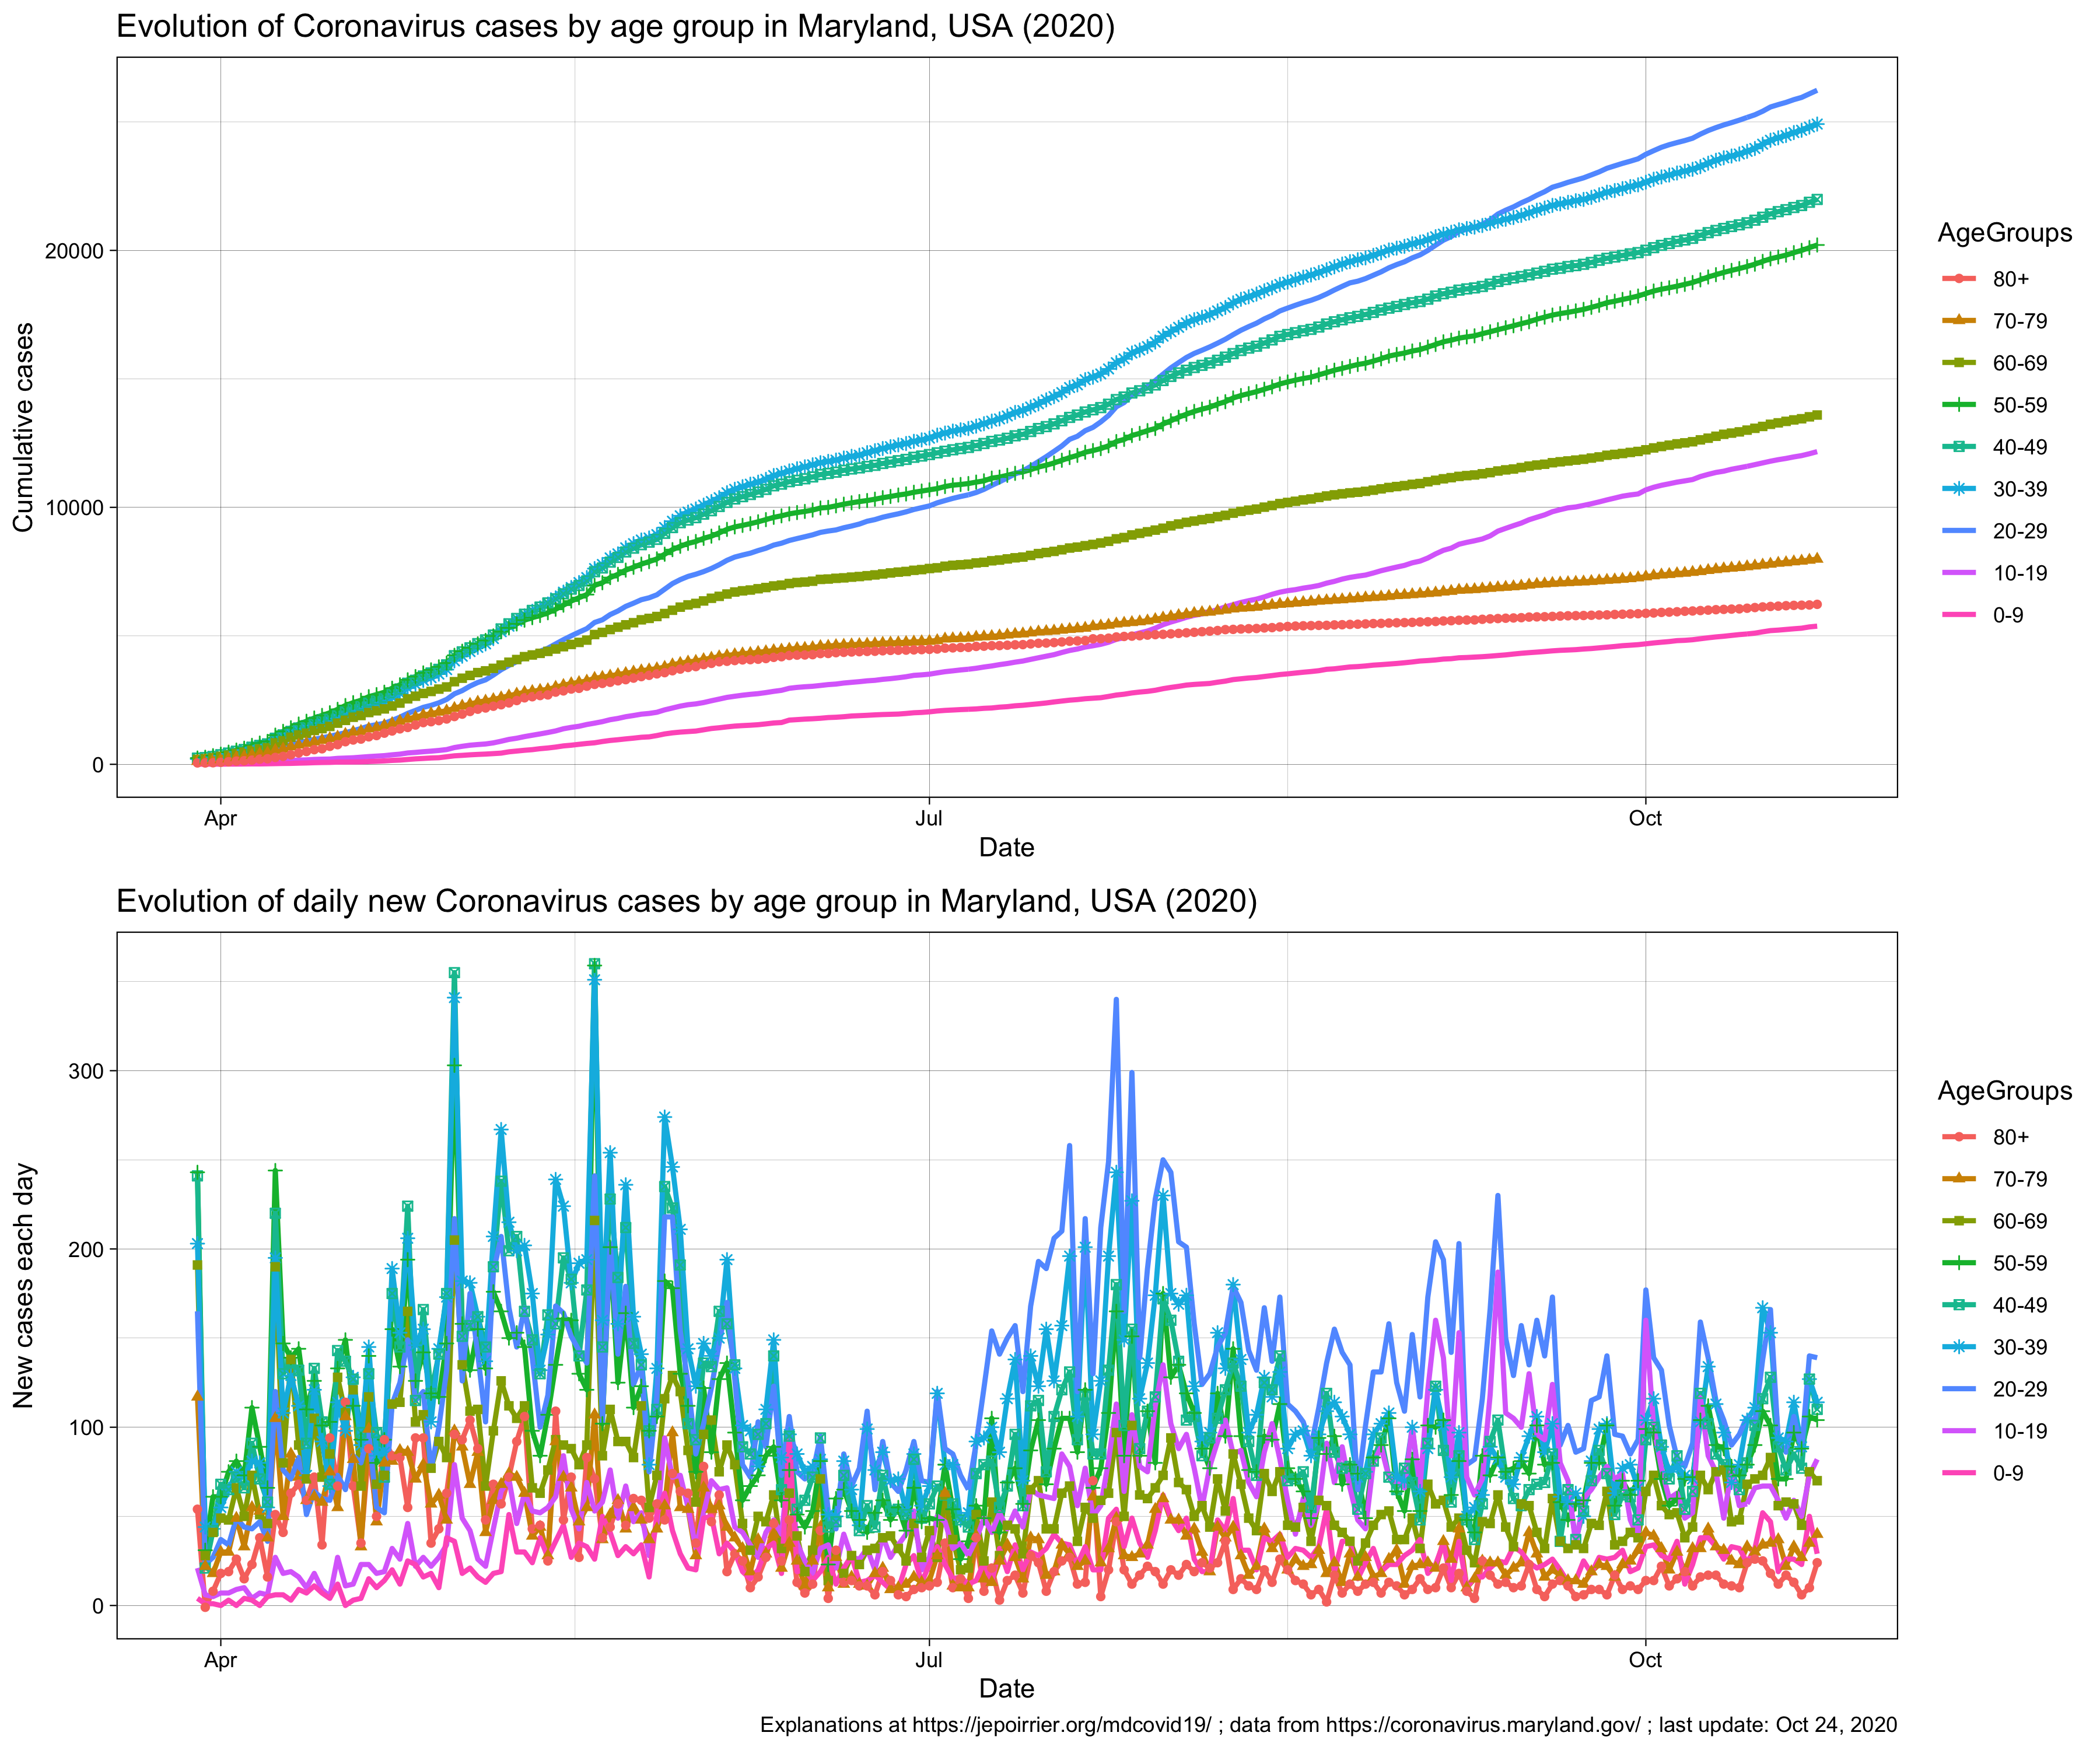 Evolution of Coronavirus cases by age group in Maryland, USA (2020)
Cumulative cases
20000
10000
0
Apr
Jul
Oct
Date
AgeGroups
80+
70-79
60-69
50-59
40-49
30-39
20-29
10-19
0-9
Evolution of daily new Coronavirus cases by age group in Maryland, USA (2020)
New cases each day
300
200
100
0
Apr
Jul
Oct
Date
AgeGroups
80+
70-79
60-69
50-59
40-49
30-39
20-29
10-19
0-9
Explanations at https://jepoirrier.org/mdcovid19/ ; data from https://coronavirus.maryland.gov/ ; last update: Oct 24, 2020